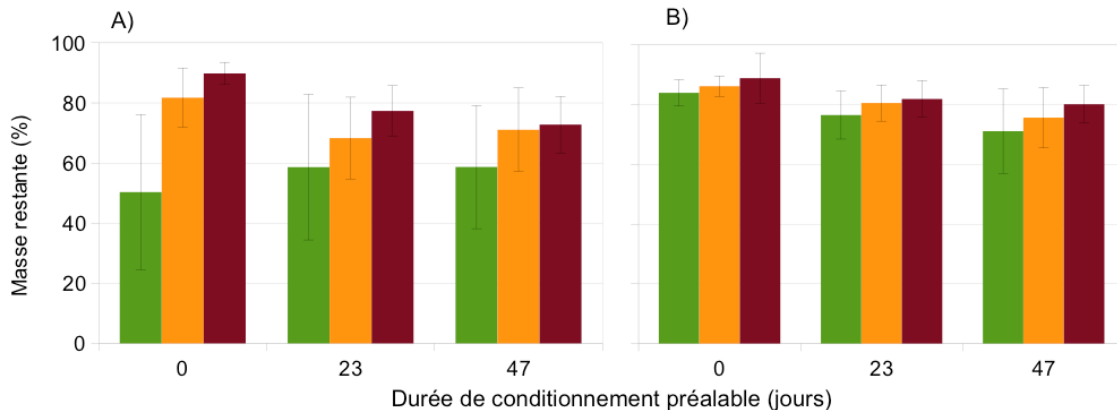 A)
B)
Masse restante (%)
100
80
60
40
20
0
0 23 47
0 23 47
Durée de conditionnement préalable (jours)